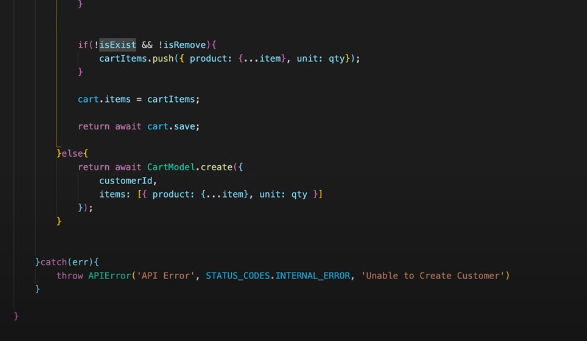 }
if(!isExist && !isRemove){
cartItems.push({ product: {...item}, unit: qty});
}
cart.items = cartItems;
return await cart.save;
}else{
return await CartModel.create({
customerId,
items: [{ product: {...item}, unit: qty }]
});
}
}catch(err){
throw APIError('API Error', STATUS_CODES.INTERNAL_ERROR, 'Unable to Create Customer')
}
}